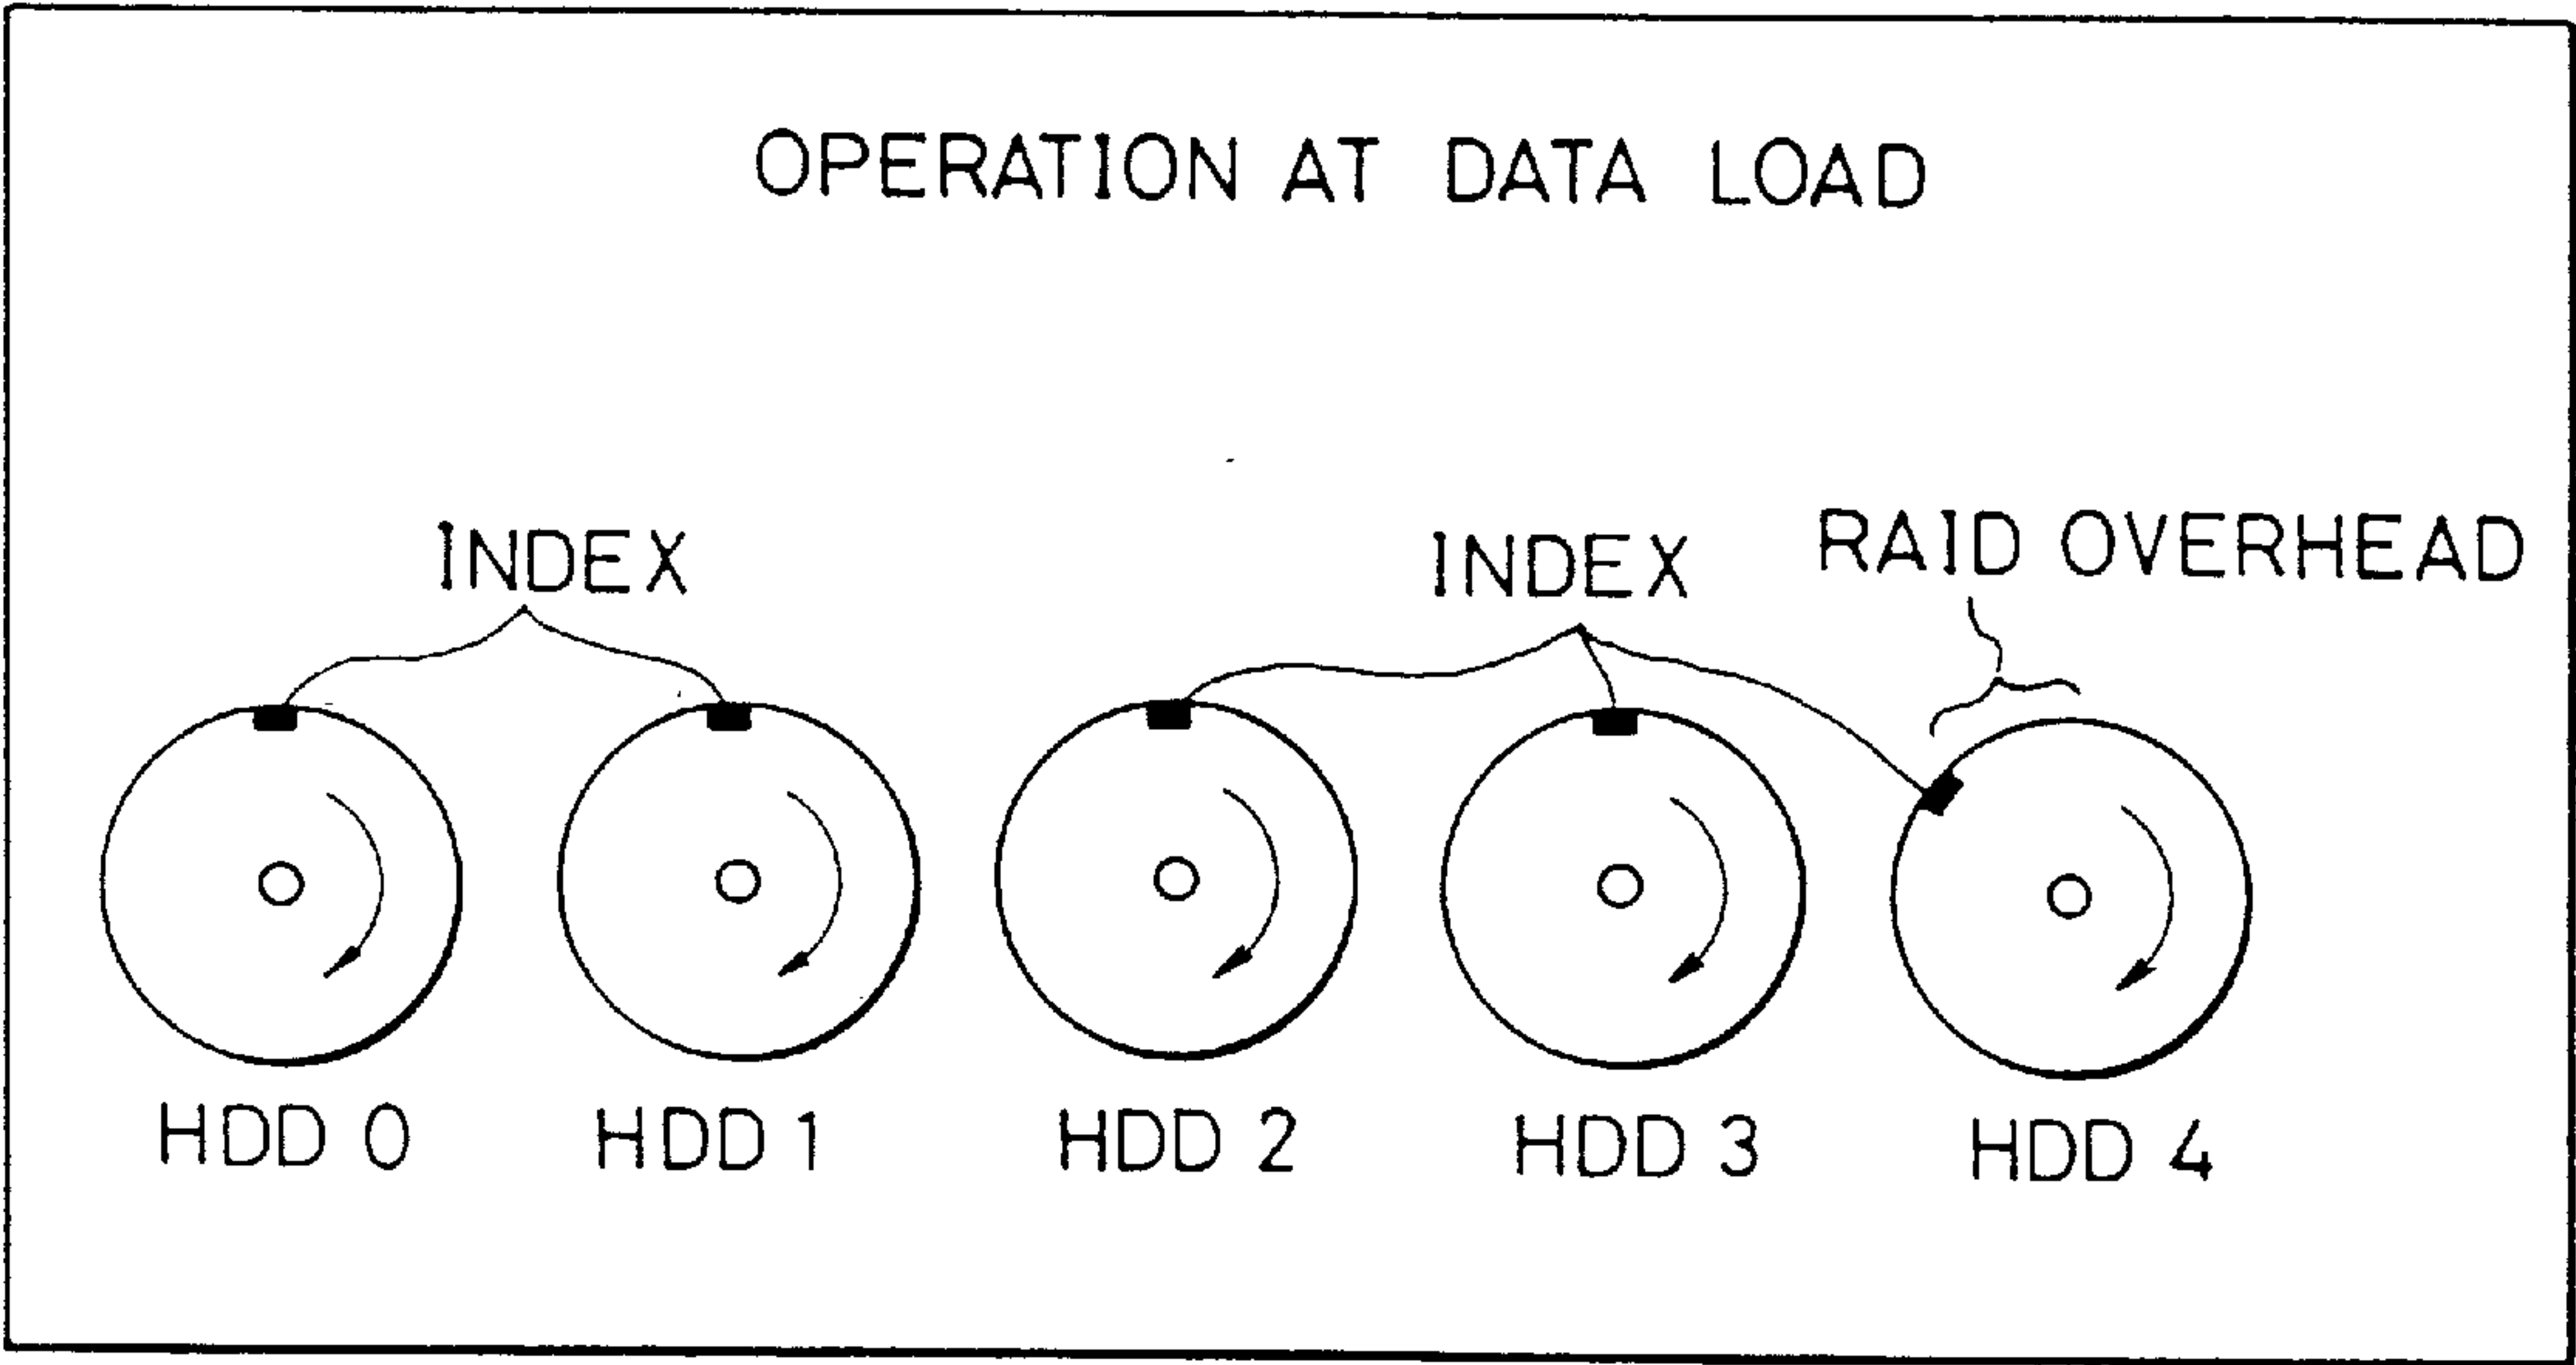 OPERATION AT DATA LOAD
INDEX
INDEX
RAID OVERHEAD
HDD 0
HDD 1
HDD 2
HDD 3
HDD 4